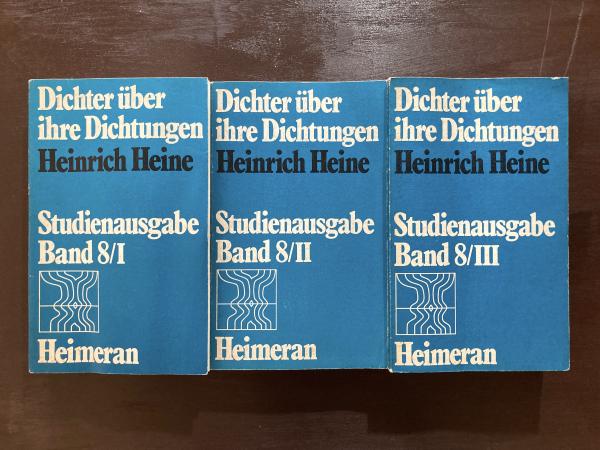 Dichter über
ihre Dichtungen
Heinrich Heine
Studienausgabe
Band 8/I
Heimeran
Dichter über
ihre Dichtungen
Heinrich Heine
Studienausgabe
Band 8/II
Heimeran
Dichter über
ihre Dichtungen
Heinrich Heine
Studienausgabe
Band 8/III
Heimeran